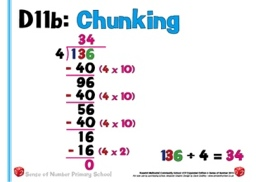 D11b: Chunking
34
4)136
- 40 (4 x 10)
96
- 40 (4 x 10)
56
- 40 (4 x 10)
16
- 16 (4 x 2)
0
136 ÷ 4 = 34
Sense of Number Primary School